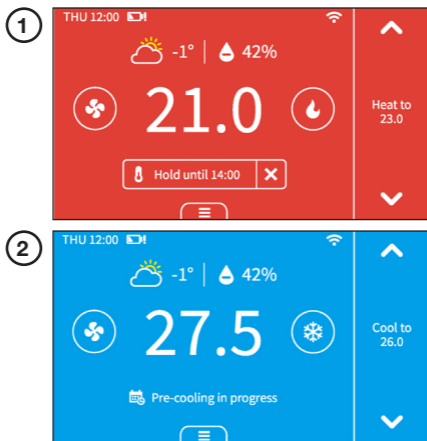 1
THU 12:00
-1° 42%
21.0
Heat to
23.0
Hold until 14:00
2
THU 12:00
-1° 42%
27.5
Cool to
26.0
Pre-cooling in progress